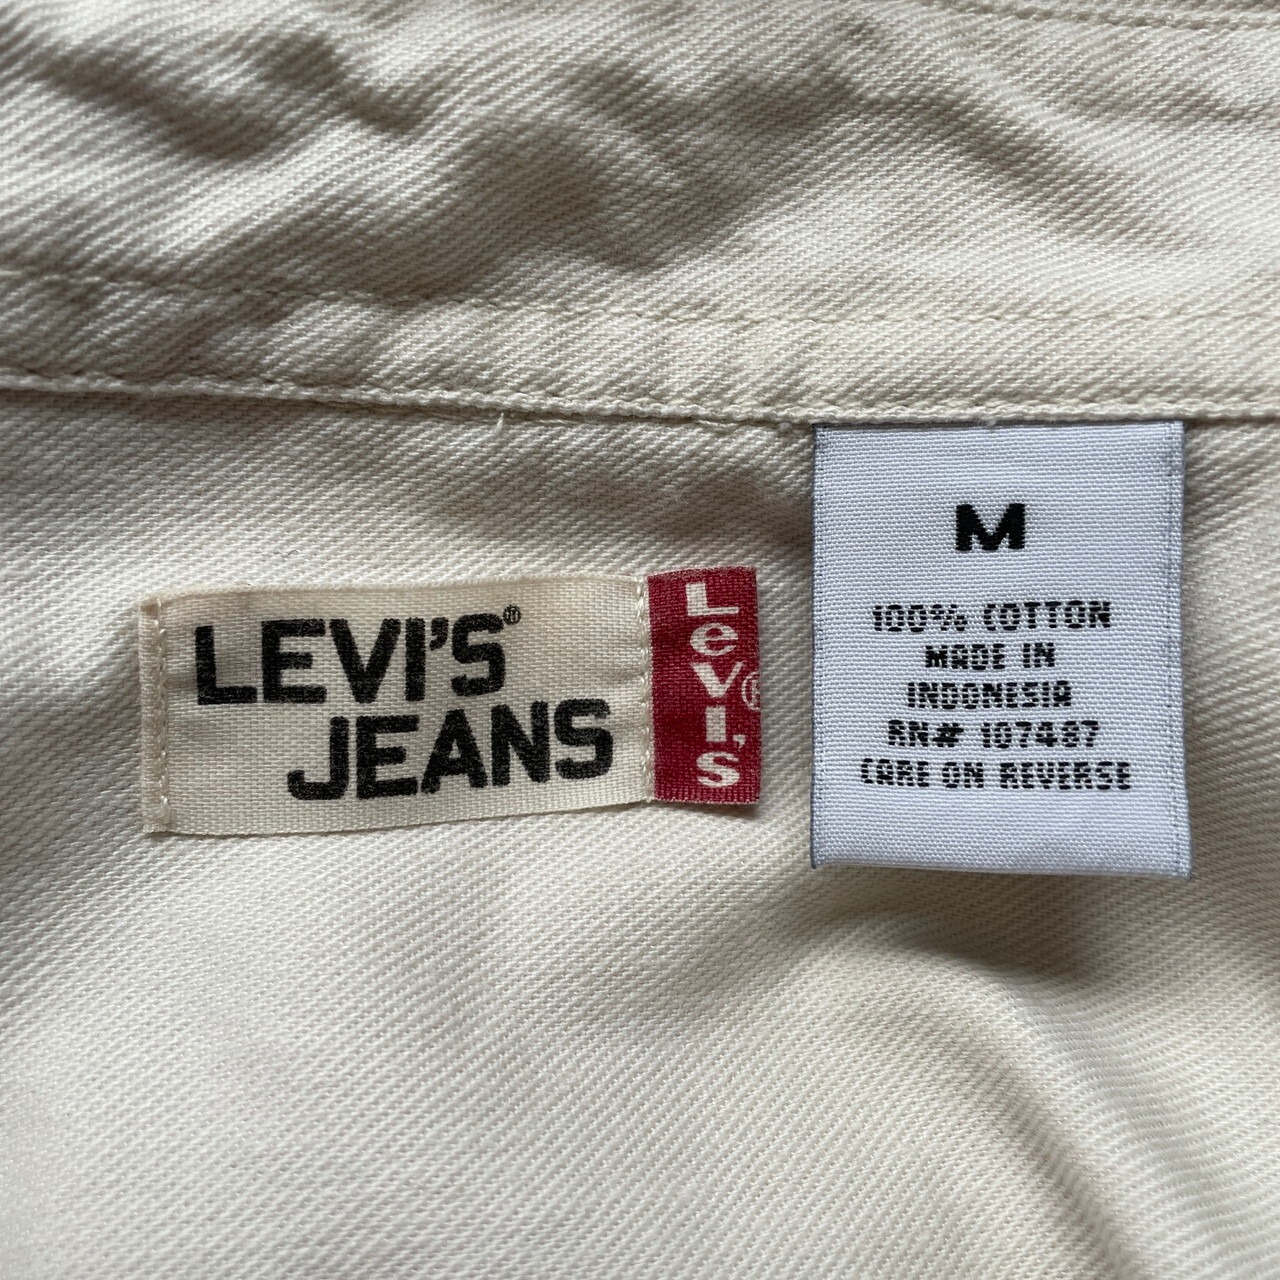 LEVI'S®
JEANS
Levi's®
M
100% COTTON
MADE IN
INDONESIA
RN# 107487
CARE ON REVERSE